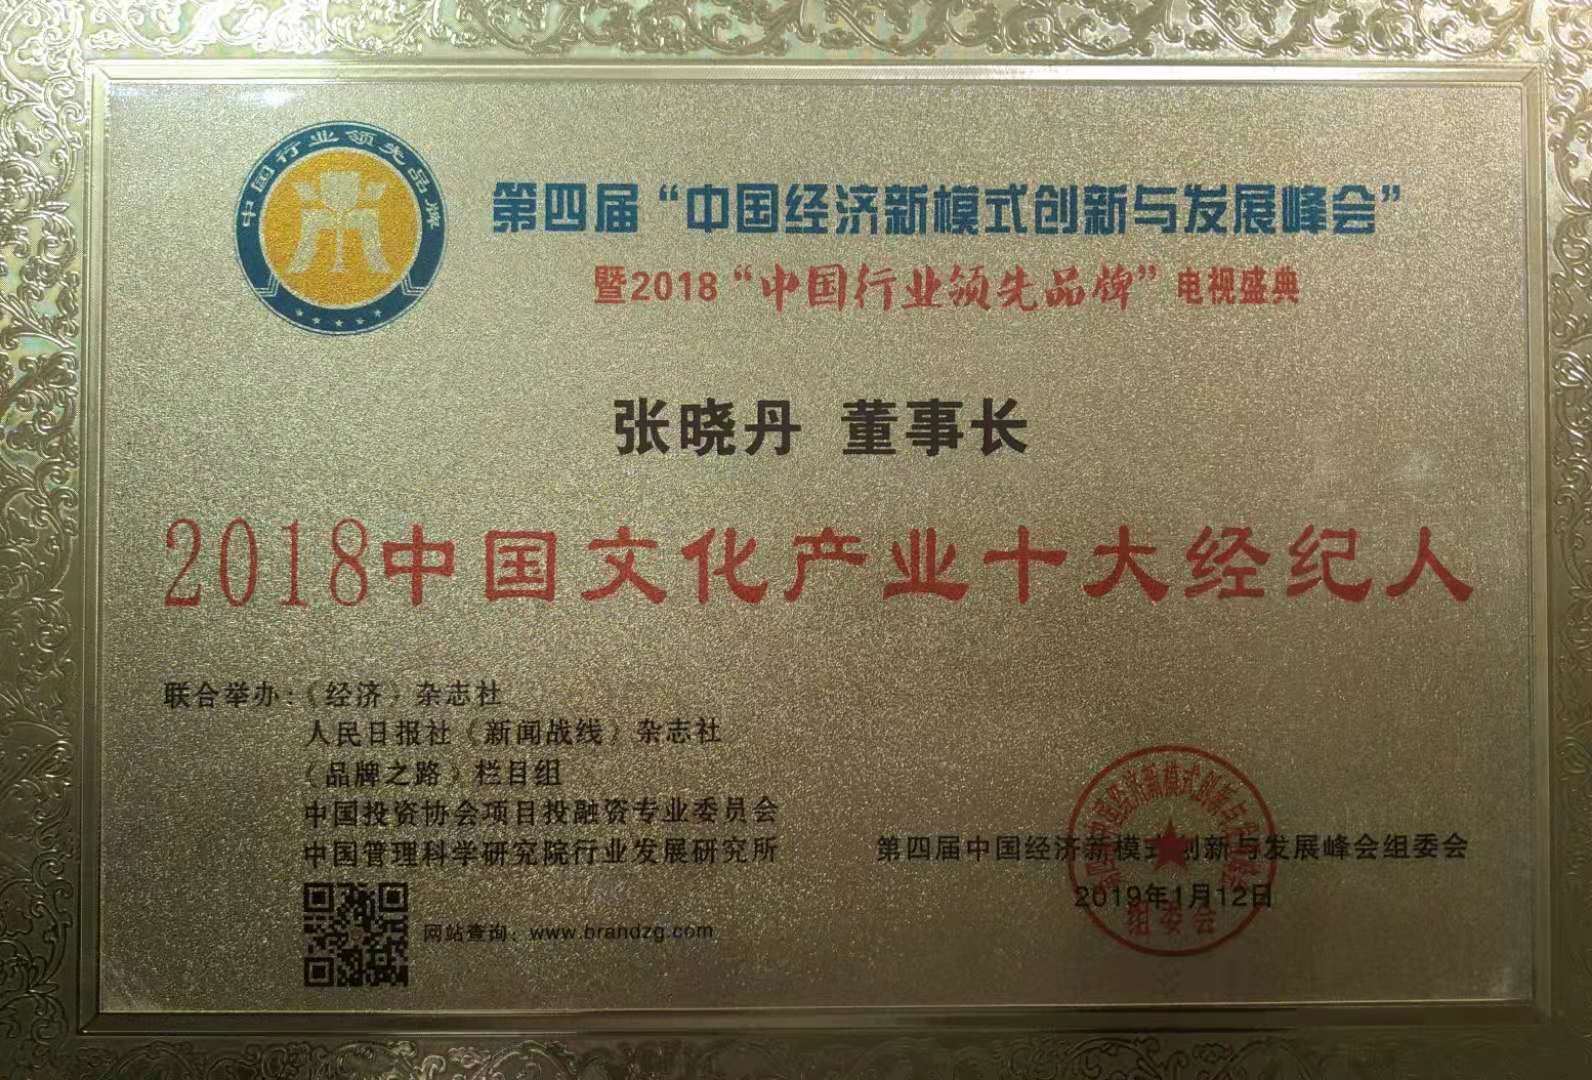 中国行业领先品牌
第四届“中国经济新模式创新与发展峰会”
暨2018“中国行业领先品牌”电视盛典
张晓丹 董事长
2018中国文化产业十大经纪人
联合举办:《经济》杂志社
人民日报社《新闻战线》杂志社
《品牌之路》栏目组
中国投资协会项目投融资专业委员会
中国管理科学研究院行业发展研究所
网站查询、www.brandzg.com
第四届中国经济新模式创新与发展峰会组委会
2019年1月12日
组委会